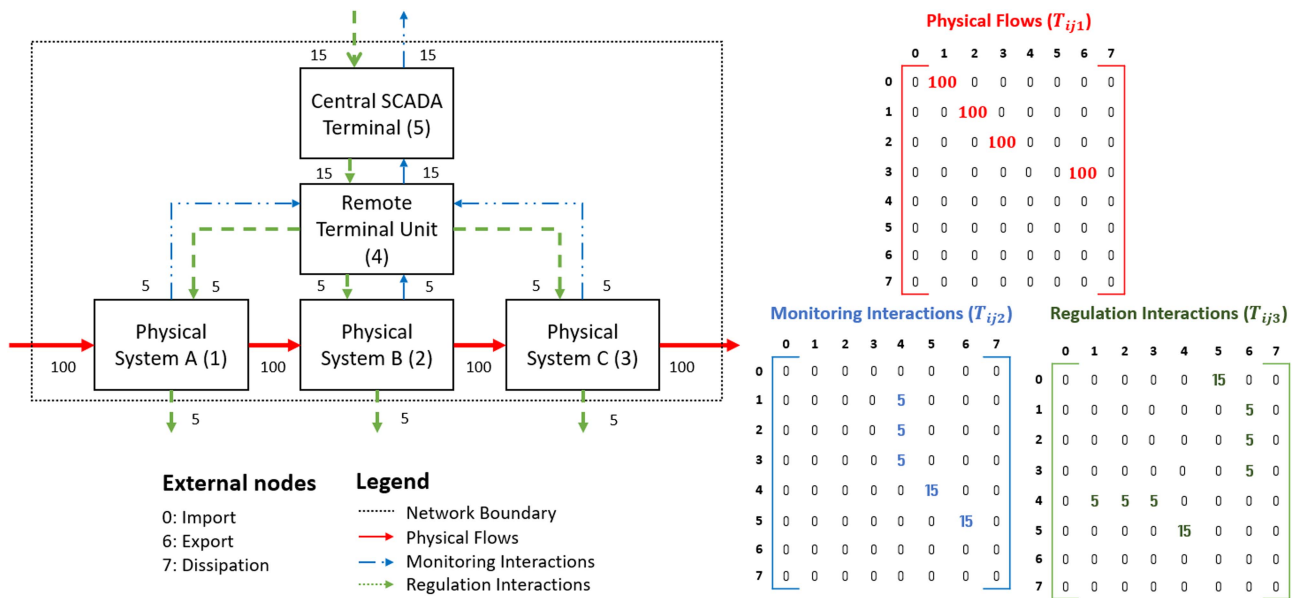 15
15
Central SCADA
Terminal (5)
15
15
Remote
Terminal Unit
(4)
5
5
5
5
5
5
Physical
System A (1)
Physical
System B (2)
Physical
System C (3)
100
100
100
100
5
5
5
External nodes
0: Import
6: Export
7: Dissipation
Legend
Network Boundary
Physical Flows
Monitoring Interactions
Regulation Interactions
Physical Flows (T_ij1)
0 1 2 3 4 5 6 7
0 0 100 0 0 0 0 0 0
1 0 0 100 0 0 0 0 0
2 0 0 0 100 0 0 0 0
3 0 0 0 0 0 0 100 0
4 0 0 0 0 0 0 0 0
5 0 0 0 0 0 0 0 0
6 0 0 0 0 0 0 0 0
7 0 0 0 0 0 0 0 0
Monitoring Interactions (T_ij2)
0 1 2 3 4 5 6 7
0 0 0 0 0 0 0 0 0
1 0 0 0 0 5 0 0 0
2 0 0 0 0 5 0 0 0
3 0 0 0 0 5 0 0 0
4 0 0 0 0 0 15 0 0
5 0 0 0 0 0 0 15 0
6 0 0 0 0 0 0 0 0
7 0 0 0 0 0 0 0 0
Regulation Interactions (T_ij3)
0 1 2 3 4 5 6 7
0 0 0 0 0 0 15 0 0
1 0 0 0 0 0 0 5 0
2 0 0 0 0 0 0 5 0
3 0 0 0 0 0 0 5 0
4 0 5 5 5 0 0 0 0
5 0 0 0 0 15 0 0 0
6 0 0 0 0 0 0 0 0
7 0 0 0 0 0 0 0 0